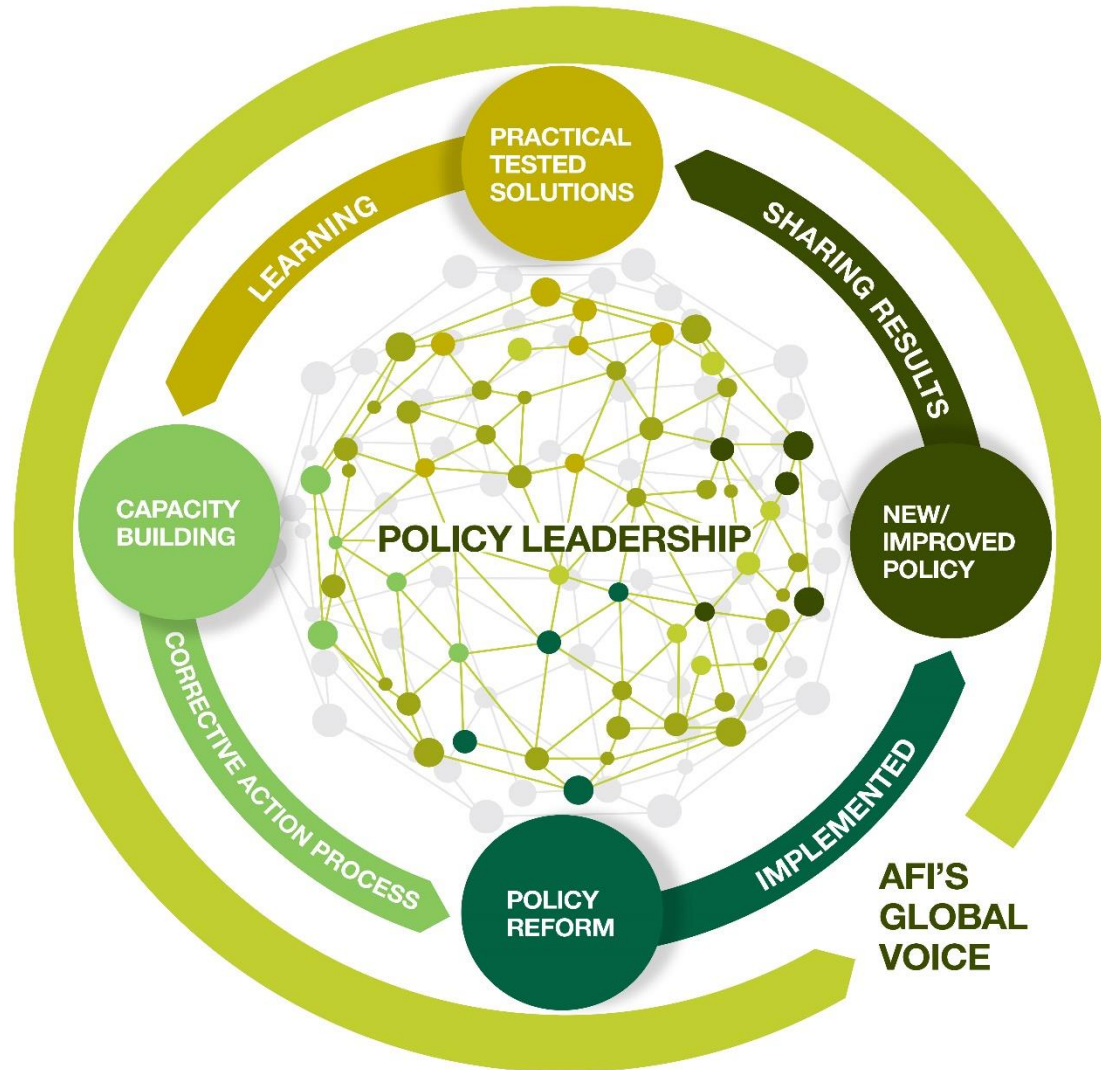 PRACTICAL
TESTED
SOLUTIONS
LEARNING
SHARING RESULTS
CAPACITY
BUILDING
POLICY LEADERSHIP
NEW/
IMPROVED
POLICY
CORRECTIVE ACTION PROCESS
IMPLEMENTED
POLICY
REFORM
AFI'S
GLOBAL
VOICE